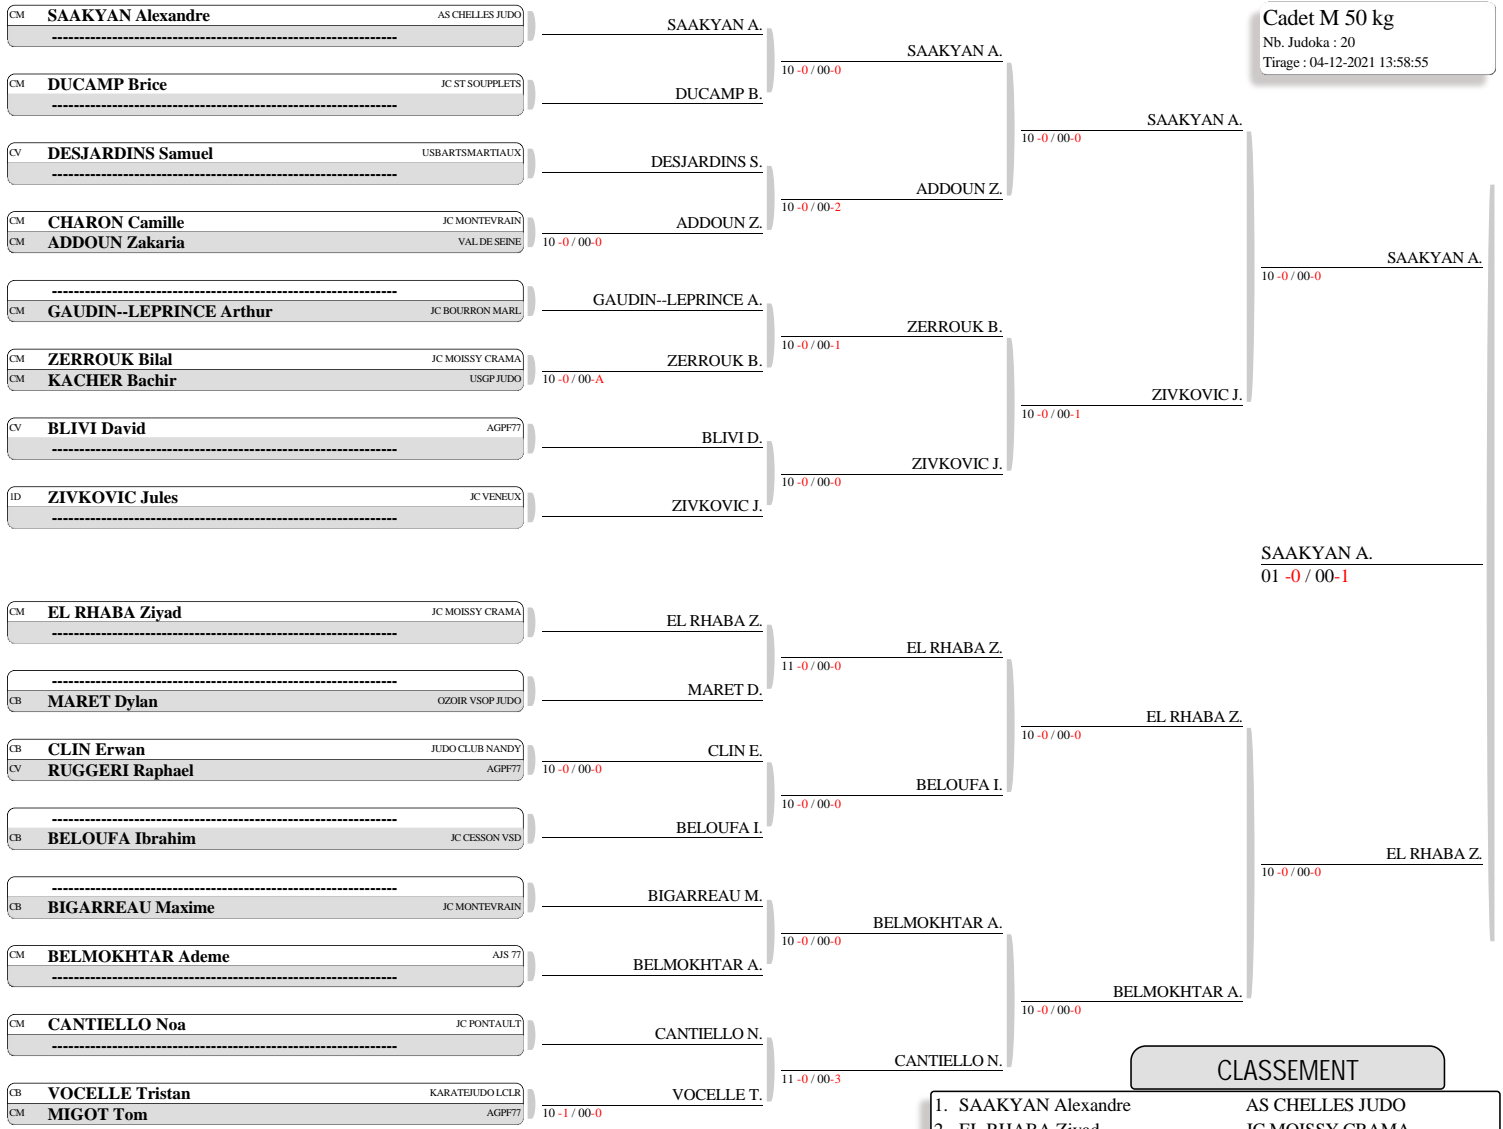 Cadet M 50 kg
Nb. Judoka : 20
Tirage : 04-12-2021 13:58:55
CM SAAKYAN Alexandre AS CHELLES JUDO
------------------------------------------------------------------------
CM DUCAMP Brice JC ST SOUPPLETS
------------------------------------------------------------------------
CV DESJARDINS Samuel USBARTSMARTIAUX
------------------------------------------------------------------------
CM CHARON Camille JC MONTEVRAIN
CM ADDOUN Zakaria VAL DE SEINE
------------------------------------------------------------------------
CM GAUDIN--LEPRINCE Arthur JC BOURRON MARL
CM ZERROUK Bilal JC MOISSY CRAMA
CM KACHER Bachir USGP JUDO
CV BLIVI David AGPF77
------------------------------------------------------------------------
1D ZIVKOVIC Jules JC VENEUX
------------------------------------------------------------------------
CM EL RHABA Ziyad JC MOISSY CRAMA
------------------------------------------------------------------------
------------------------------------------------------------------------
CB MARET Dylan OZOIR VSOP JUDO
CB CLIN Erwan JUDO CLUB NANDY
CV RUGGERI Raphael AGPF77
------------------------------------------------------------------------
CB BELOUFA Ibrahim JC CESSON VSD
------------------------------------------------------------------------
CB BIGARREAU Maxime JC MONTEVRAIN
CM BELMOKHTAR Ademe AJS 77
------------------------------------------------------------------------
CM CANTIELLO Noa JC PONTAULT
------------------------------------------------------------------------
CB VOCELLE Tristan KARATEJUDO LCLR
CM MIGOT Tom AGPF77
SAAKYAN A.
DUCAMP B.
DESJARDINS S.
ADDOUN Z.
10 -0 / 00-0
GAUDIN--LEPRINCE A.
ZERROUK B.
10 -0 / 00-A
BLIVI D.
ZIVKOVIC J.
EL RHABA Z.
MARET D.
CLIN E.
10 -0 / 00-0
BELOUFA I.
BIGARREAU M.
BELMOKHTAR A.
CANTIELLO N.
VOCELLE T.
10 -1 / 00-0
SAAKYAN A.
10 -0 / 00-0
ADDOUN Z.
10 -0 / 00-2
ZERROUK B.
10 -0 / 00-1
ZIVKOVIC J.
10 -0 / 00-0
EL RHABA Z.
11 -0 / 00-0
BELOUFA I.
10 -0 / 00-0
BELMOKHTAR A.
10 -0 / 00-0
CANTIELLO N.
11 -0 / 00-3
SAAKYAN A.
10 -0 / 00-0
ZIVKOVIC J.
10 -0 / 00-1
EL RHABA Z.
10 -0 / 00-0
BELMOKHTAR A.
10 -0 / 00-0
SAAKYAN A.
10 -0 / 00-0
EL RHABA Z.
10 -0 / 00-0
SAAKYAN A.
01 -0 / 00-1
CLASSEMENT
1. SAAKYAN Alexandre AS CHELLES JUDO
2. EL RHABA Ziyad JC MOISSY CRAMA